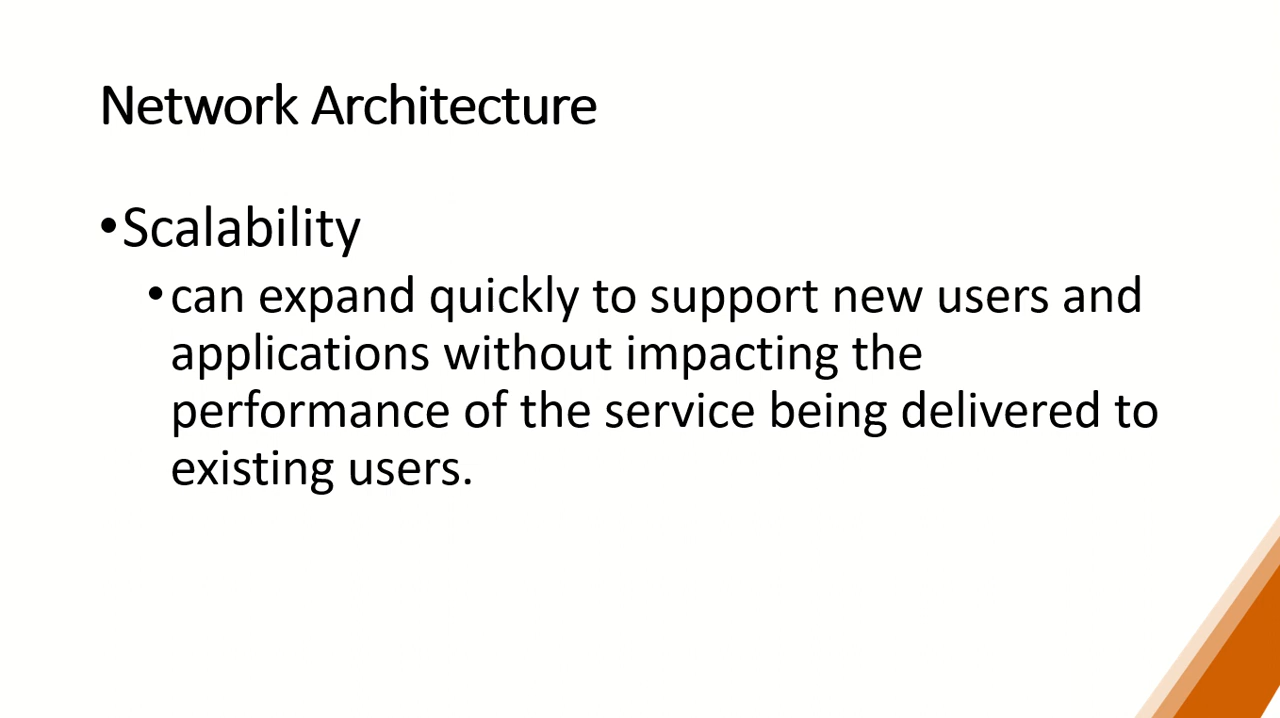 Network Architecture
•Scalability
•can expand quickly to support new users and
applications without impacting the
performance of the service being delivered to
existing users.